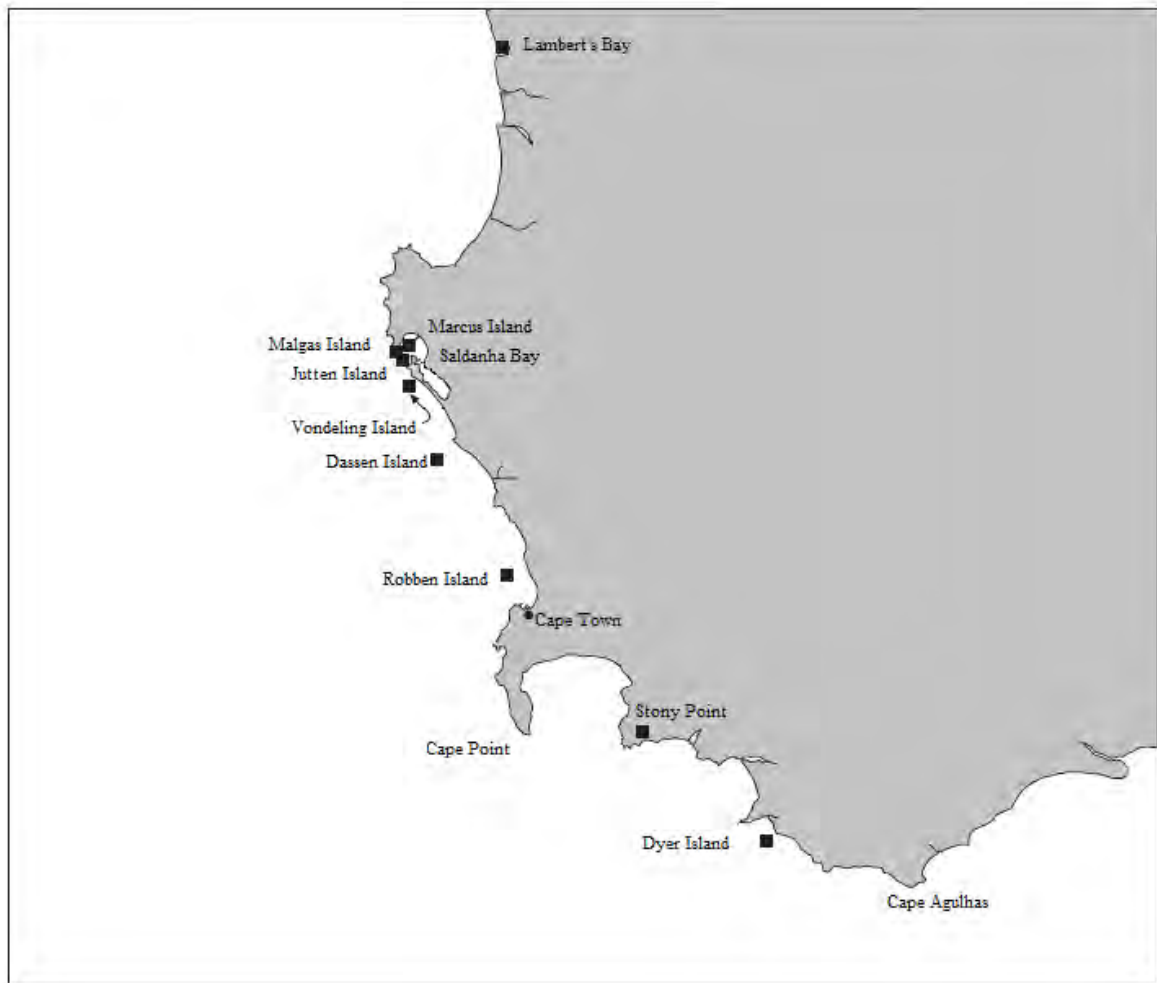 Lambert's Bay
Marcus Island
Malgas Island
Saldanha Bay
Jutten Island
Vondeling Island
Dassen Island
Robben Island
Cape Town
Stony Point
Cape Point
Dyer Island
Cape Agulhas